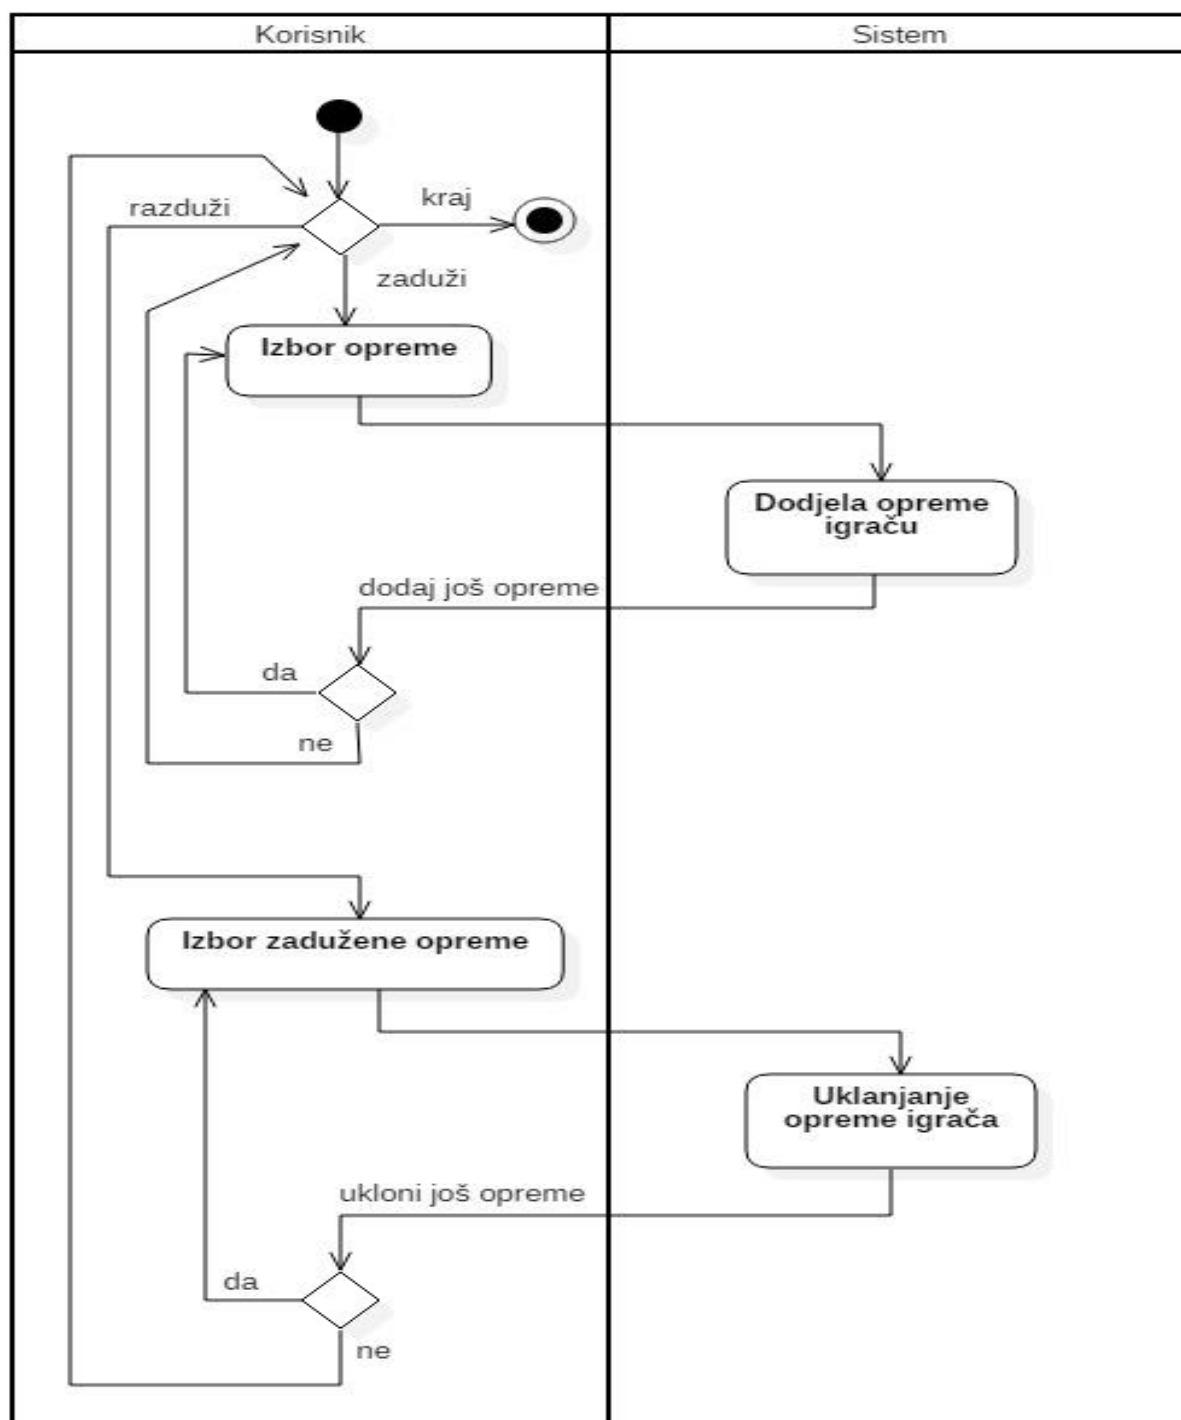 Korisnik
Sistem
razduži
kraj
zaduži
Izbor opreme
Dodjela opreme
igraču
dodaj još opreme
da
ne
Izbor zadužene opreme
Uklanjanje
opreme igrača
ukloni još opreme
da
ne